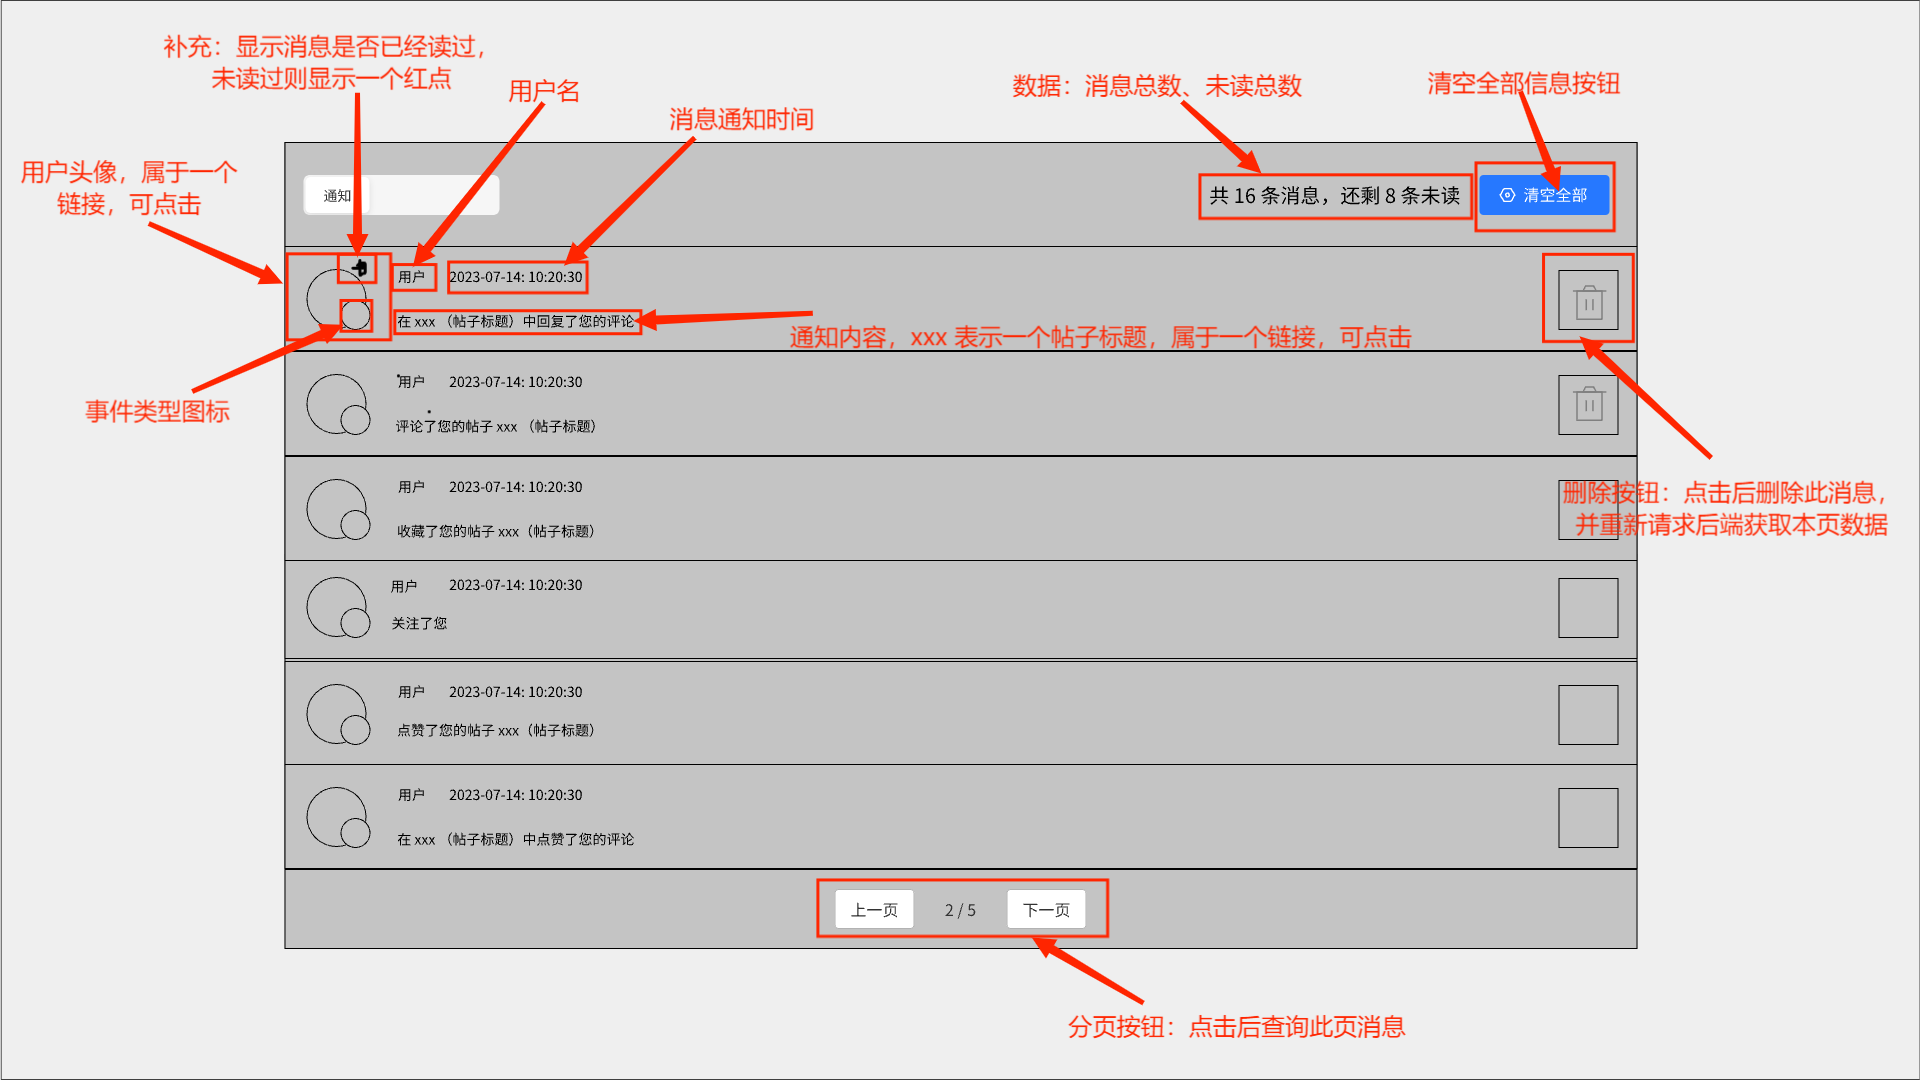 补充：显示消息是否已经读过，
未读过则显示一个红点
用户名
消息通知时间
数据：消息总数、未读总数
清空全部信息按钮
用户头像，属于一个
链接，可点击
通知
共 16 条消息，还剩 8 条未读
清空全部
用户 2023-07-14: 10:20:30
在 xxx （帖子标题）中回复了您的评论
通知内容，xxx 表示一个帖子标题，属于一个链接，可点击
事件类型图标
用户 2023-07-14: 10:20:30
评论了您的帖子 xxx （帖子标题）
删除按钮：点击后删除此消息，
并重新请求后端获取本页数据
用户 2023-07-14: 10:20:30
收藏了您的帖子 xxx（帖子标题）
用户 2023-07-14: 10:20:30
关注了您
用户 2023-07-14: 10:20:30
点赞了您的帖子 xxx（帖子标题）
用户 2023-07-14: 10:20:30
在 xxx （帖子标题）中点赞了您的评论
上一页 2 / 5 下一页
分页按钮：点击后查询此页消息